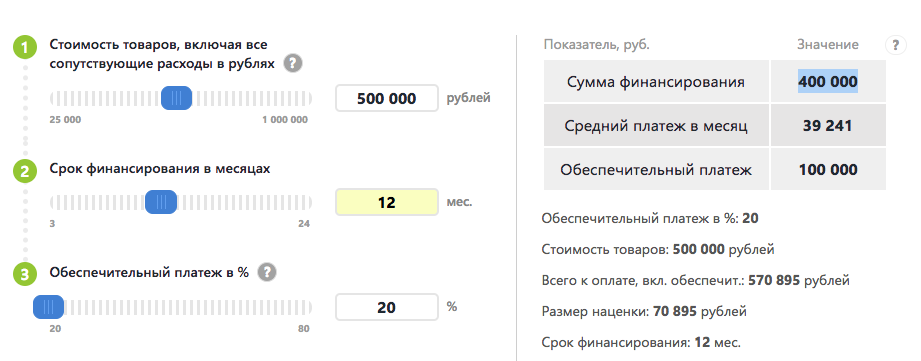 1
Стоимость товаров, включая все
сопутствующие расходы в рублях ?
500 000 рублей
25 000 1 000 000
2
Срок финансирования в месяцах
12 мес.
3 24
3
Обеспечительный платеж в % ?
20 %
20 80
Показатель, руб. Значение ?
Сумма финансирования 400 000
Средний платеж в месяц 39 241
Обеспечительный платеж 100 000
Обеспечительный платеж в %: 20
Стоимость товаров: 500 000 рублей
Всего к оплате, вкл. обеспечит.: 570 895 рублей
Размер наценки: 70 895 рублей
Срок финансирования: 12 мес.